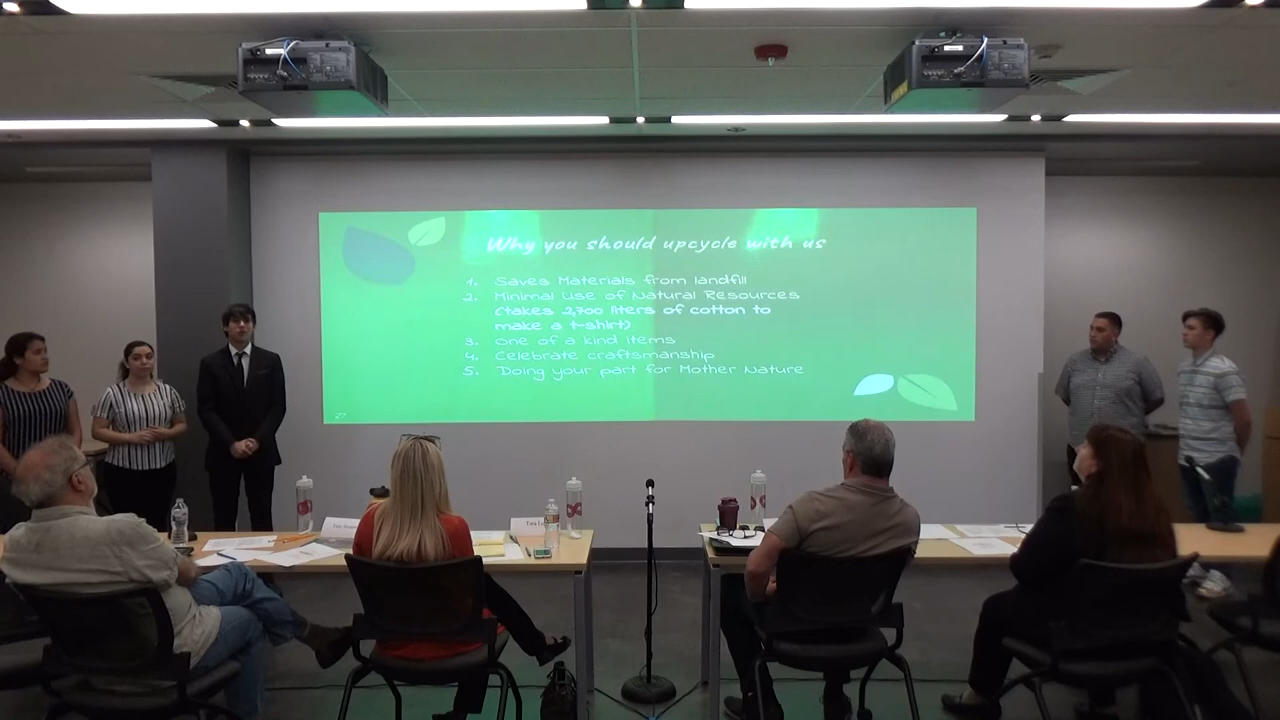 Why you should upcycle with us
1. Saves Materials from landfill
2. Minimal Use of Natural Resources
(takes 2,700 liters of cotton to
make a t-shirt)
3. One of a kind items
4. Celebrate craftsmanship
5. Doing your part for Mother Nature
27